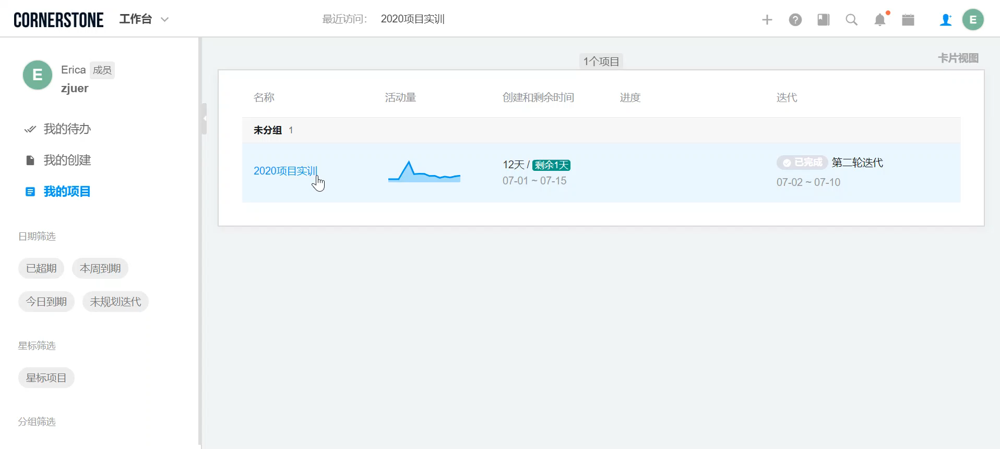 CORNERSTONE 工作台 最近访问： 2020项目实训 E
E Erica 成员
zjuer
我的待办
我的创建
我的项目
日期筛选
已超期 本周到期
今日到期 未规划迭代
星标筛选
星标项目
分组筛选
1个项目 卡片视图
名称 活动量 创建和剩余时间 进度 迭代
未分组 1
2020项目实训 12天 / 剩余1天 已完成 第二轮迭代
07-01 ~ 07-15 07-02 ~ 07-10